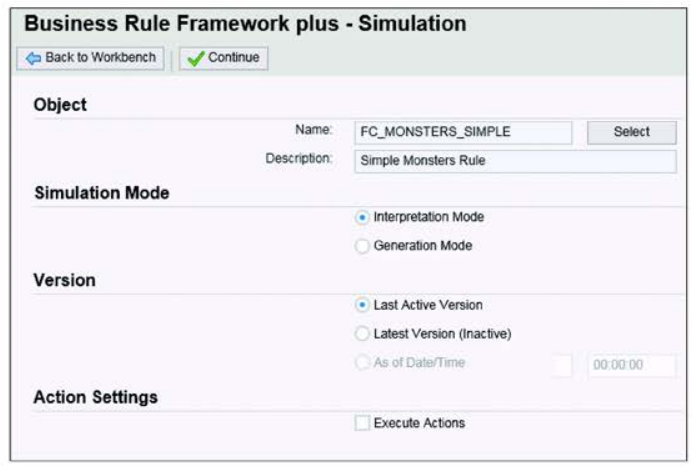 Business Rule Framework plus - Simulation
Back to Workbench Continue
Object
Name: FC_MONSTERS_SIMPLE Select
Description: Simple Monsters Rule
Simulation Mode
Interpretation Mode
Generation Mode
Version
Last Active Version
Latest Version (Inactive)
As of Date/Time 00:00:00
Action Settings
Execute Actions